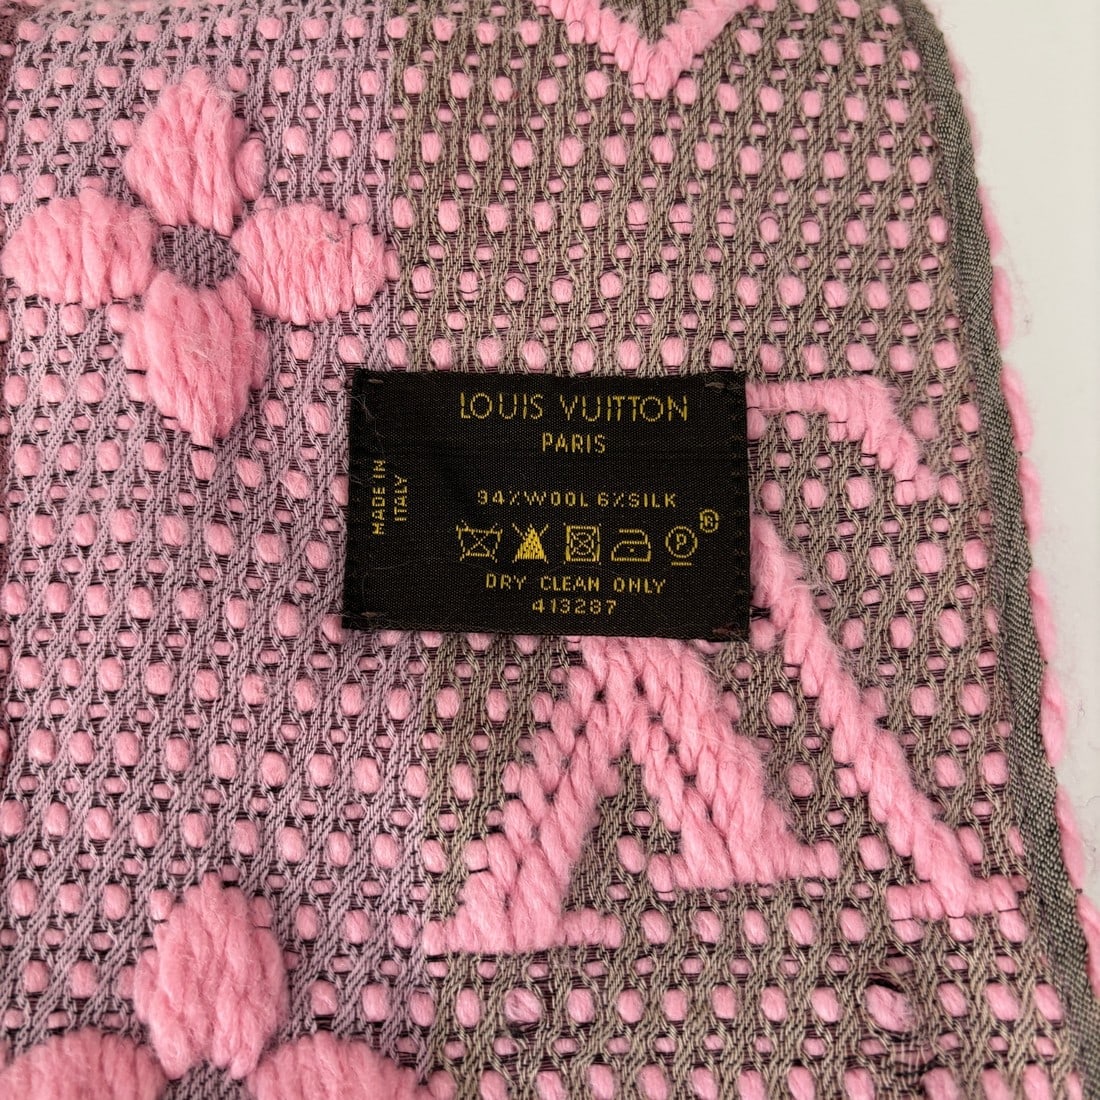 LOUIS VUITTON
PARIS
MADE IN
ITALY
94%WOOL 6%SILK
P
®
DRY CLEAN ONLY
413287